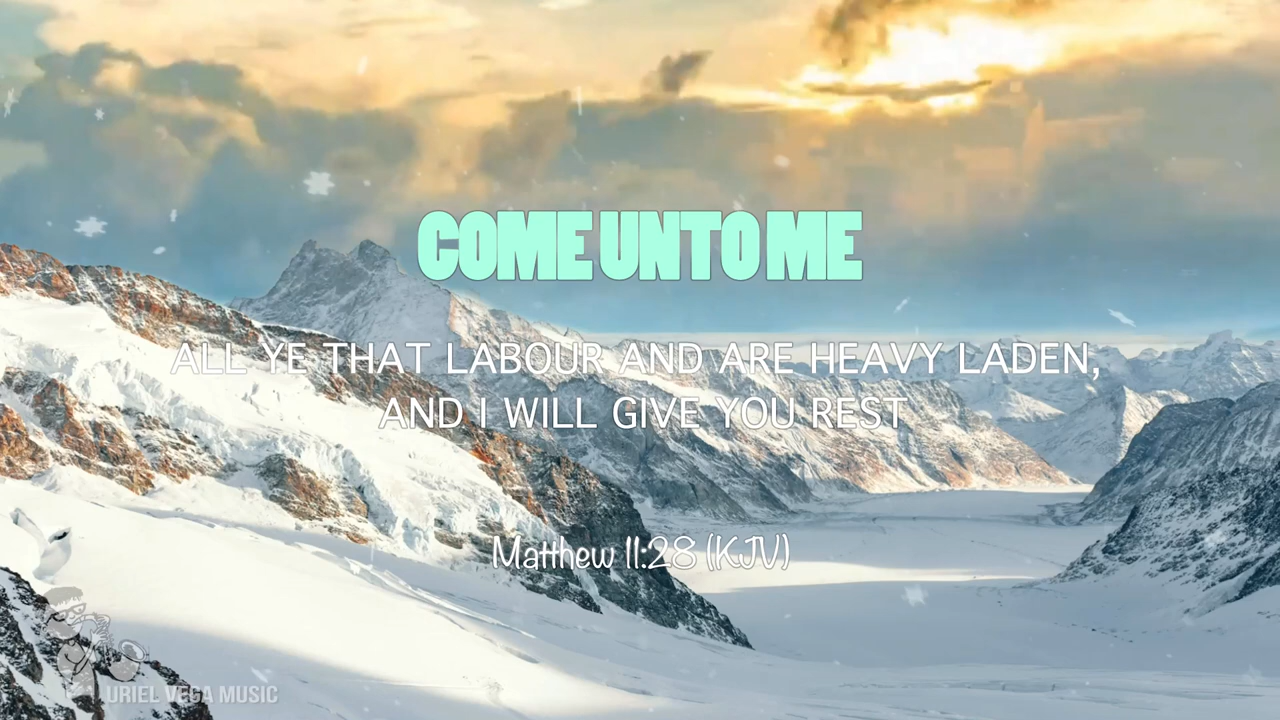 COME UNTO ME
ALL YE THAT LABOUR AND ARE HEAVY LADEN,
AND I WILL GIVE YOU REST
Matthew 11:28 (KJV)
URIEL VEGA MUSIC